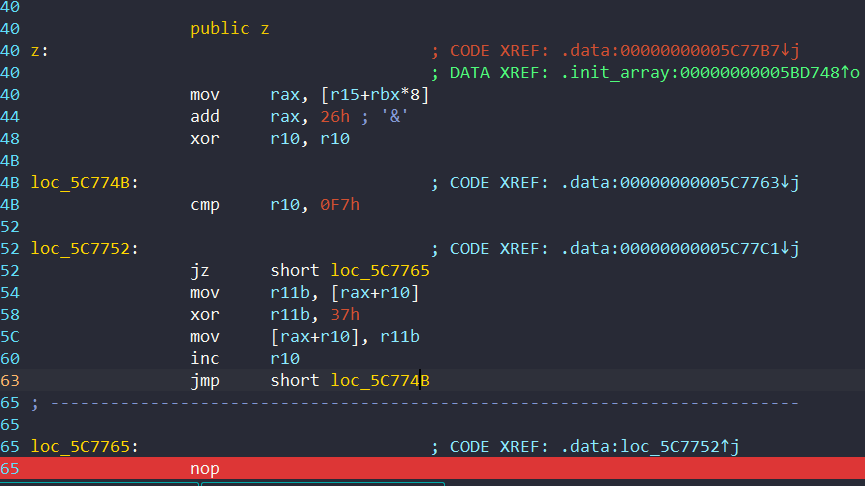 40
40 public z
40 z: ; CODE XREF: .data:00000000005C77B7↓j
40 ; DATA XREF: .init_array:00000000005BD748↑o
40 mov rax, [r15+rbx*8]
44 add rax, 26h ; '&'
48 xor r10, r10
4B
4B loc_5C774B: ; CODE XREF: .data:00000000005C7763↓j
4B cmp r10, 0F7h
52
52 loc_5C7752: ; CODE XREF: .data:00000000005C77C1↓j
52 jz short loc_5C7765
54 mov r11b, [rax+r10]
58 xor r11b, 37h
5C mov [rax+r10], r11b
60 inc r10
63 jmp short loc_5C774B
65 ; ---------------------------------------------------------------------------
65
65 loc_5C7765: ; CODE XREF: .data:loc_5C7752↑j
65 nop